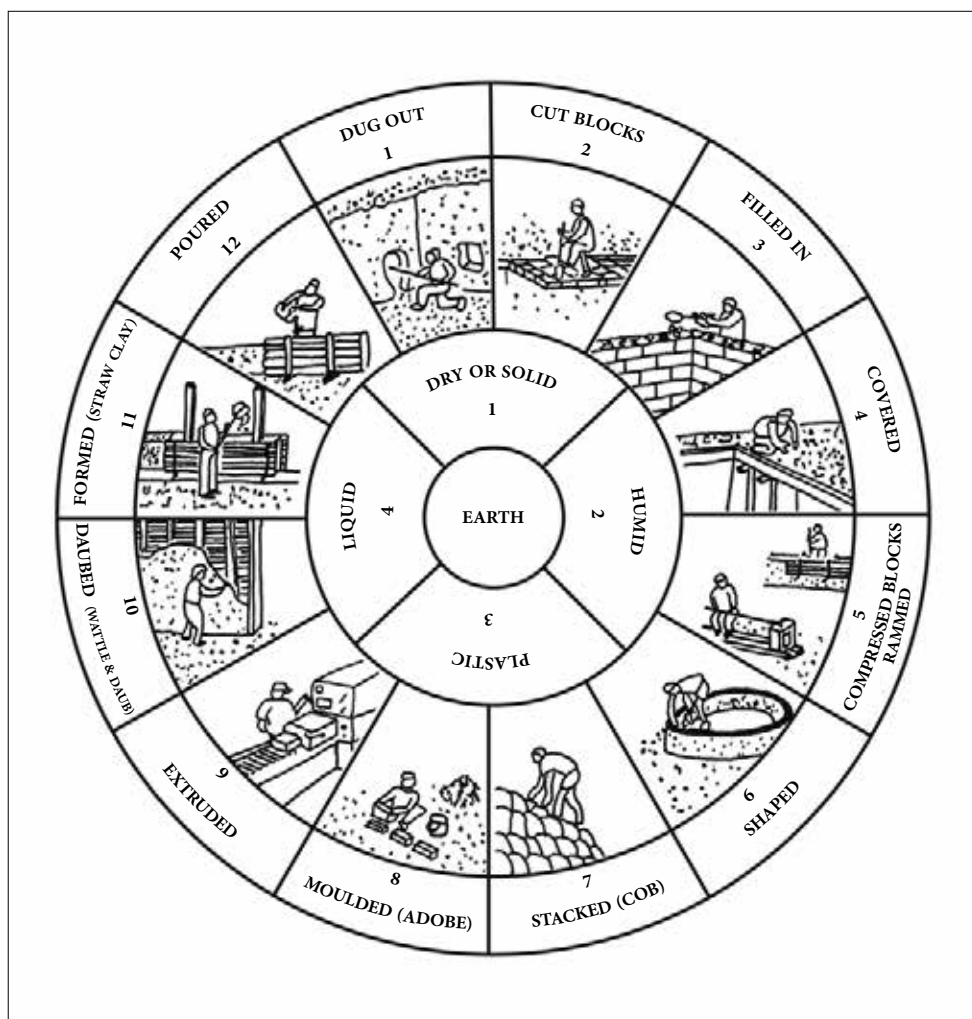 DUG OUT
1
CUT BLOCKS
2
FILLED IN
3
COVERED
4
COMPRESSED BLOCKS
RAMMED
5
SHAPED
6
STACKED (COB)
7
MOULDED (ADOBE)
8
EXTRUDED
9
DAUBED (WATTLE & DAUB)
10
FORMED (STRAW CLAY)
11
POURED
12
DRY OR SOLID
1
HUMID
2
PLASTIC
3
LIQUID
4
EARTH